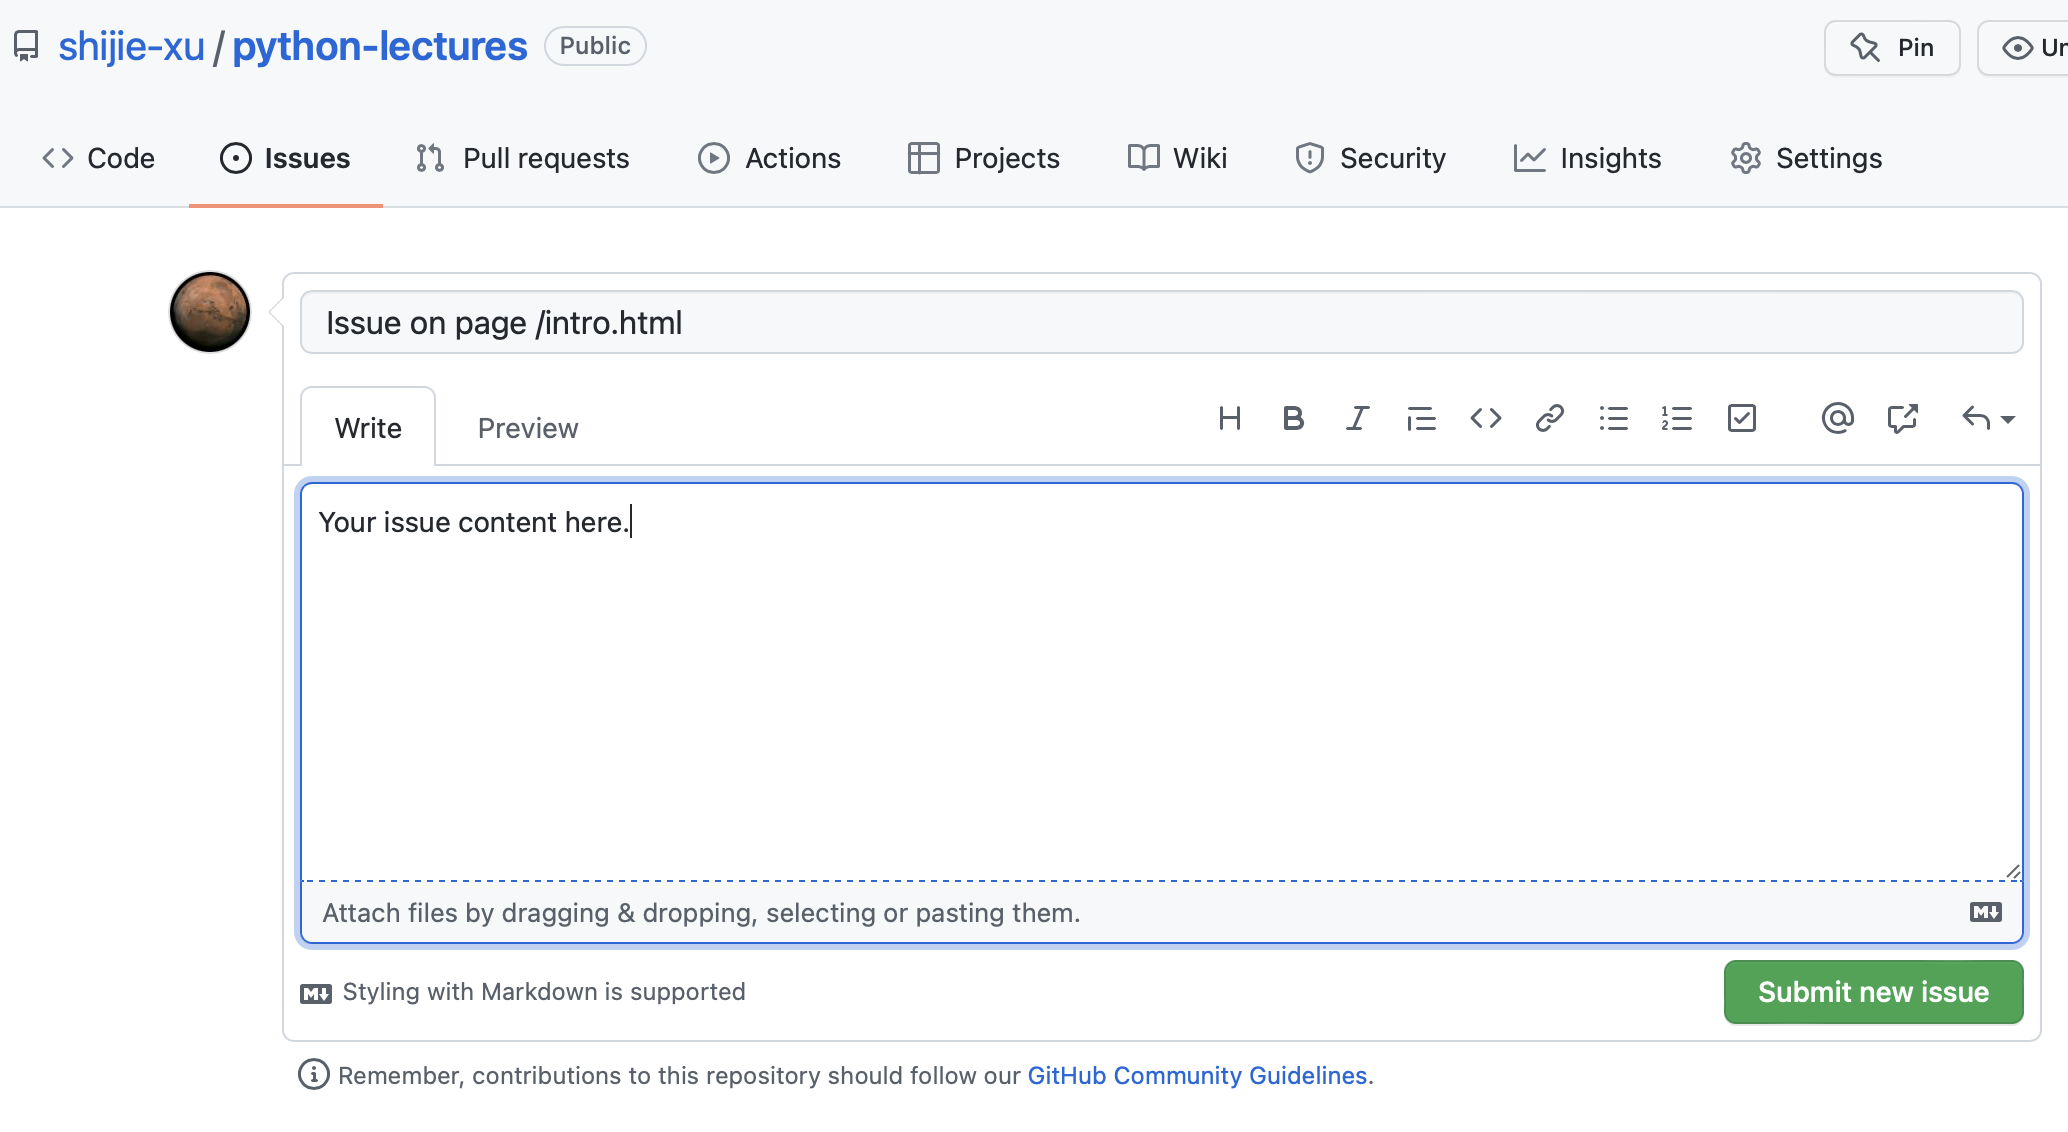 shijie-xu / python-lectures Public Pin Un
Code Issues Pull requests Actions Projects Wiki Security Insights Settings
Issue on page /intro.html
Write Preview
Your issue content here.
Attach files by dragging & dropping, selecting or pasting them.
Styling with Markdown is supported Submit new issue
Remember, contributions to this repository should follow our GitHub Community Guidelines.